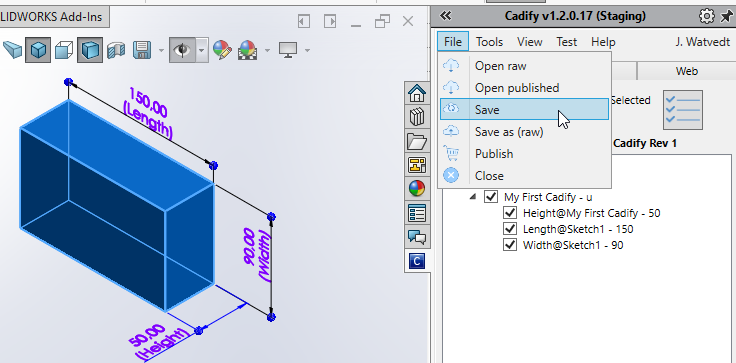 LIDWORKS Add-Ins
Cadify v1.2.0.17 (Staging)
File Tools View Test Help J. Watvedt
Open raw
Open published
Save
Save as (raw)
Publish
Close
Web
Selected
Cadify Rev 1
My First Cadify - u
Height@My First Cadify - 50
Length@Sketch1 - 150
Width@Sketch1 - 90
150,00
(Length)
90,00
(Width)
50,00
(Height)
C